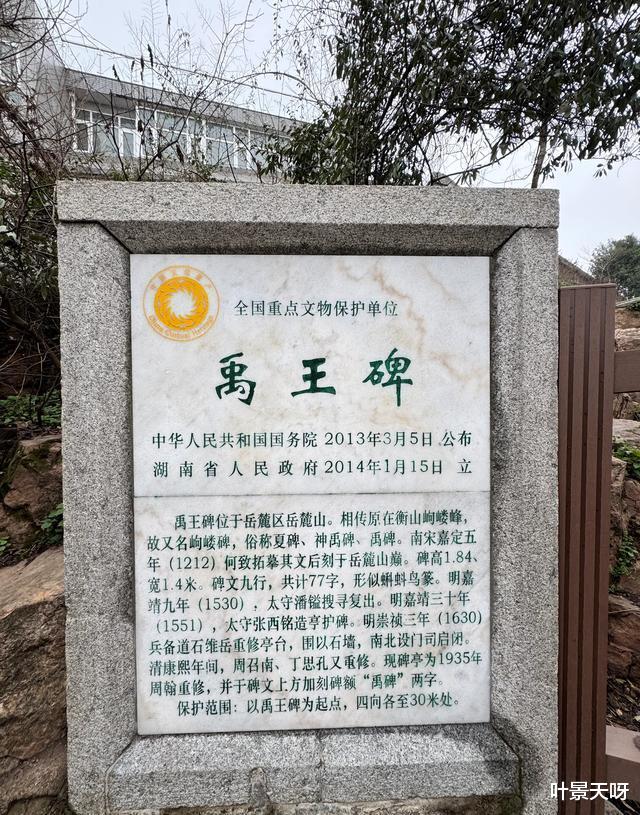 全国重点文物保护单位
禹王碑
中华人民共和国国务院 2013年3月5日 公布
湖南省人民政府 2014年1月15日 立
禹王碑位于岳麓区岳麓山。相传原在衡山岣嵝峰，
故又名岣嵝碑，俗称夏碑、神禹碑、禹碑。南宋嘉定五
年（1212）何致拓摹其文后刻于岳麓山巅。碑高1.84、
宽1.4米。碑文九行，共计77字，形似蝌蚪鸟篆。明嘉
靖九年（1530），太守潘镒搜寻复出。明嘉靖三十年
（1551），太守张西铭造亭护碑。明崇祯三年（1630）
兵备道石维岳重修亭台，围以石墙，南北设门司启闭。
清康熙年间，周召南、丁思孔又重修。现碑亭为1935年
周翰重修，并于碑文上方加刻碑额“禹碑”两字。
保护范围：以禹王碑为起点，四向各至30米处。
叶景天呀